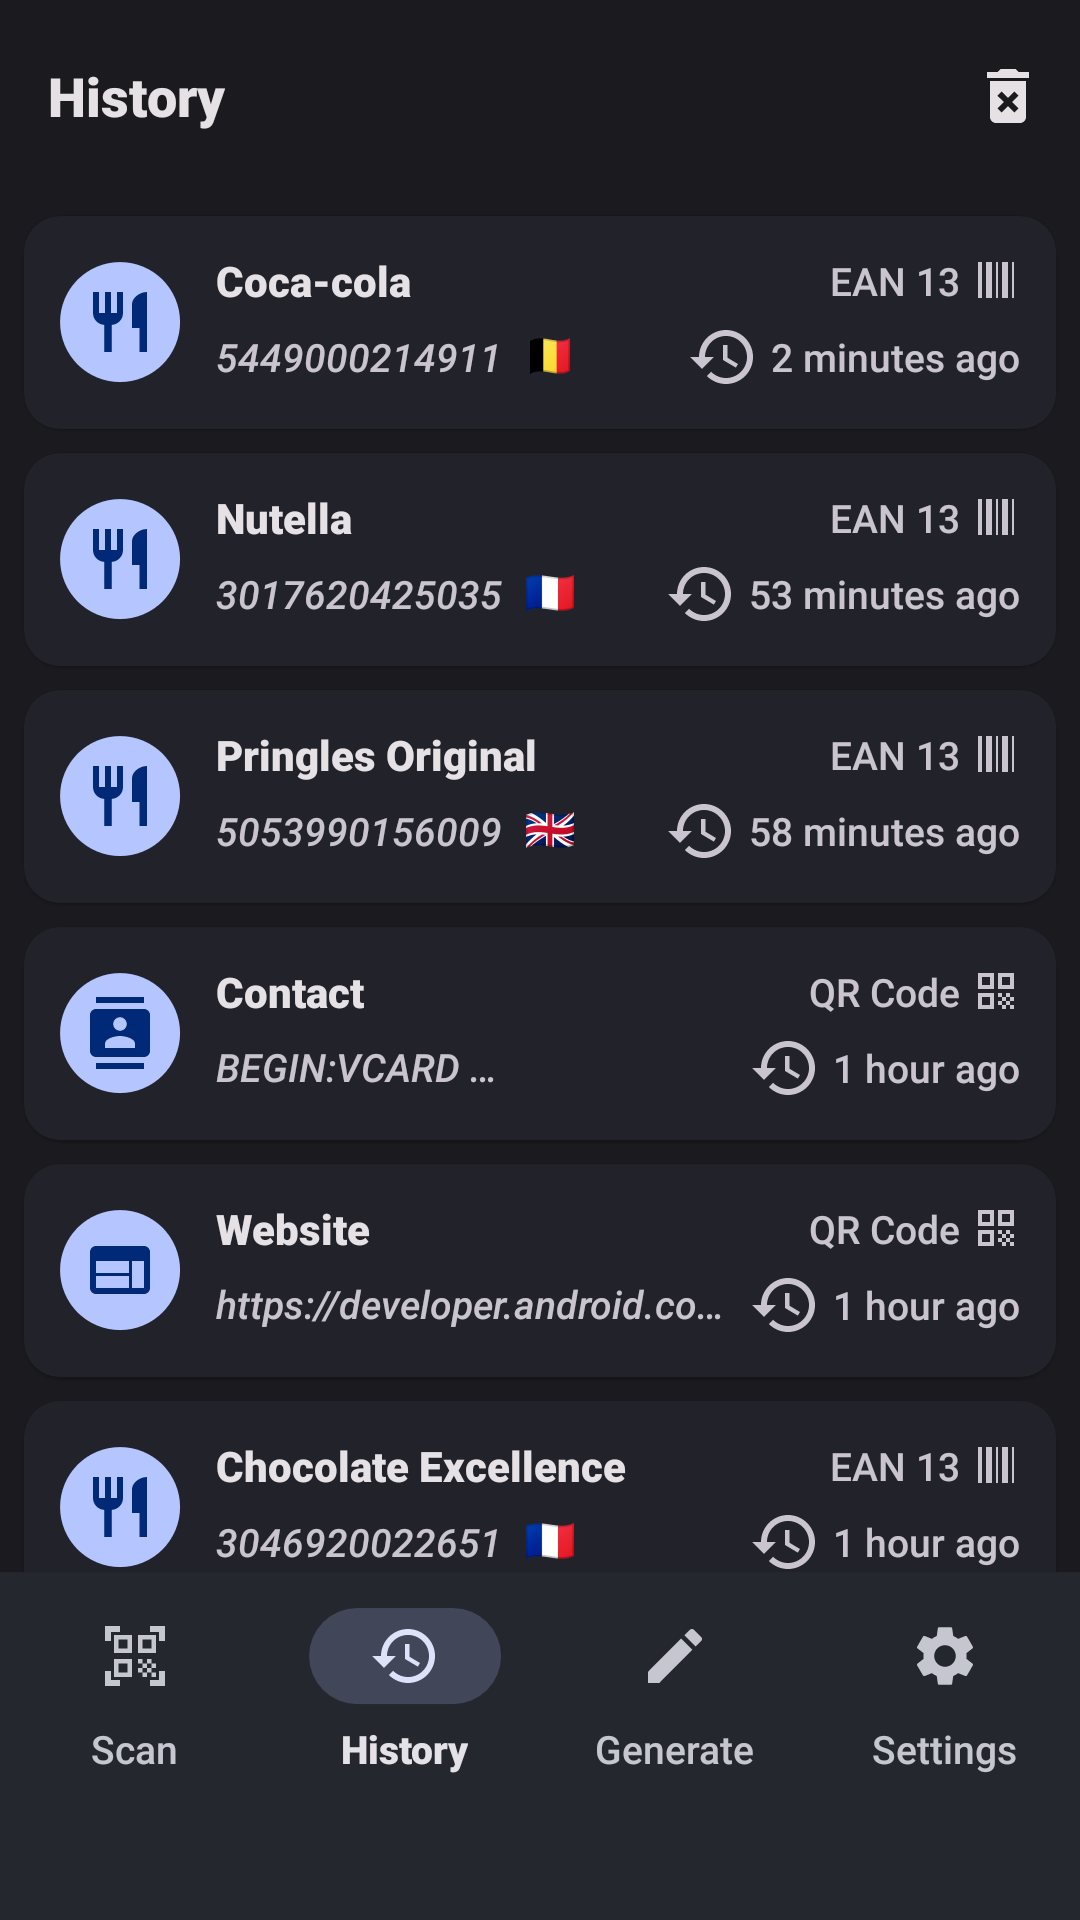 History
Coca-cola EAN 13
5449000214911 2 minutes ago
Nutella EAN 13
3017620425035 53 minutes ago
Pringles Original EAN 13
5053990156009 58 minutes ago
Contact QR Code
BEGIN:VCARD ... 1 hour ago
Website QR Code
https://developer.android.co... 1 hour ago
Chocolate Excellence EAN 13
3046920022651 1 hour ago
Scan History Generate Settings